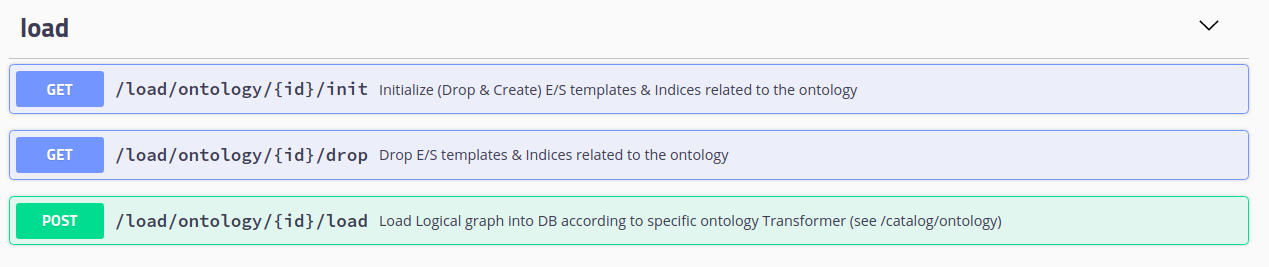 load
GET /load/ontology/{id}/init Initialize (Drop & Create) E/S templates & Indices related to the ontology
GET /load/ontology/{id}/drop Drop E/S templates & Indices related to the ontology
POST /load/ontology/{id}/load Load Logical graph into DB according to specific ontology Transformer (see /catalog/ontology)